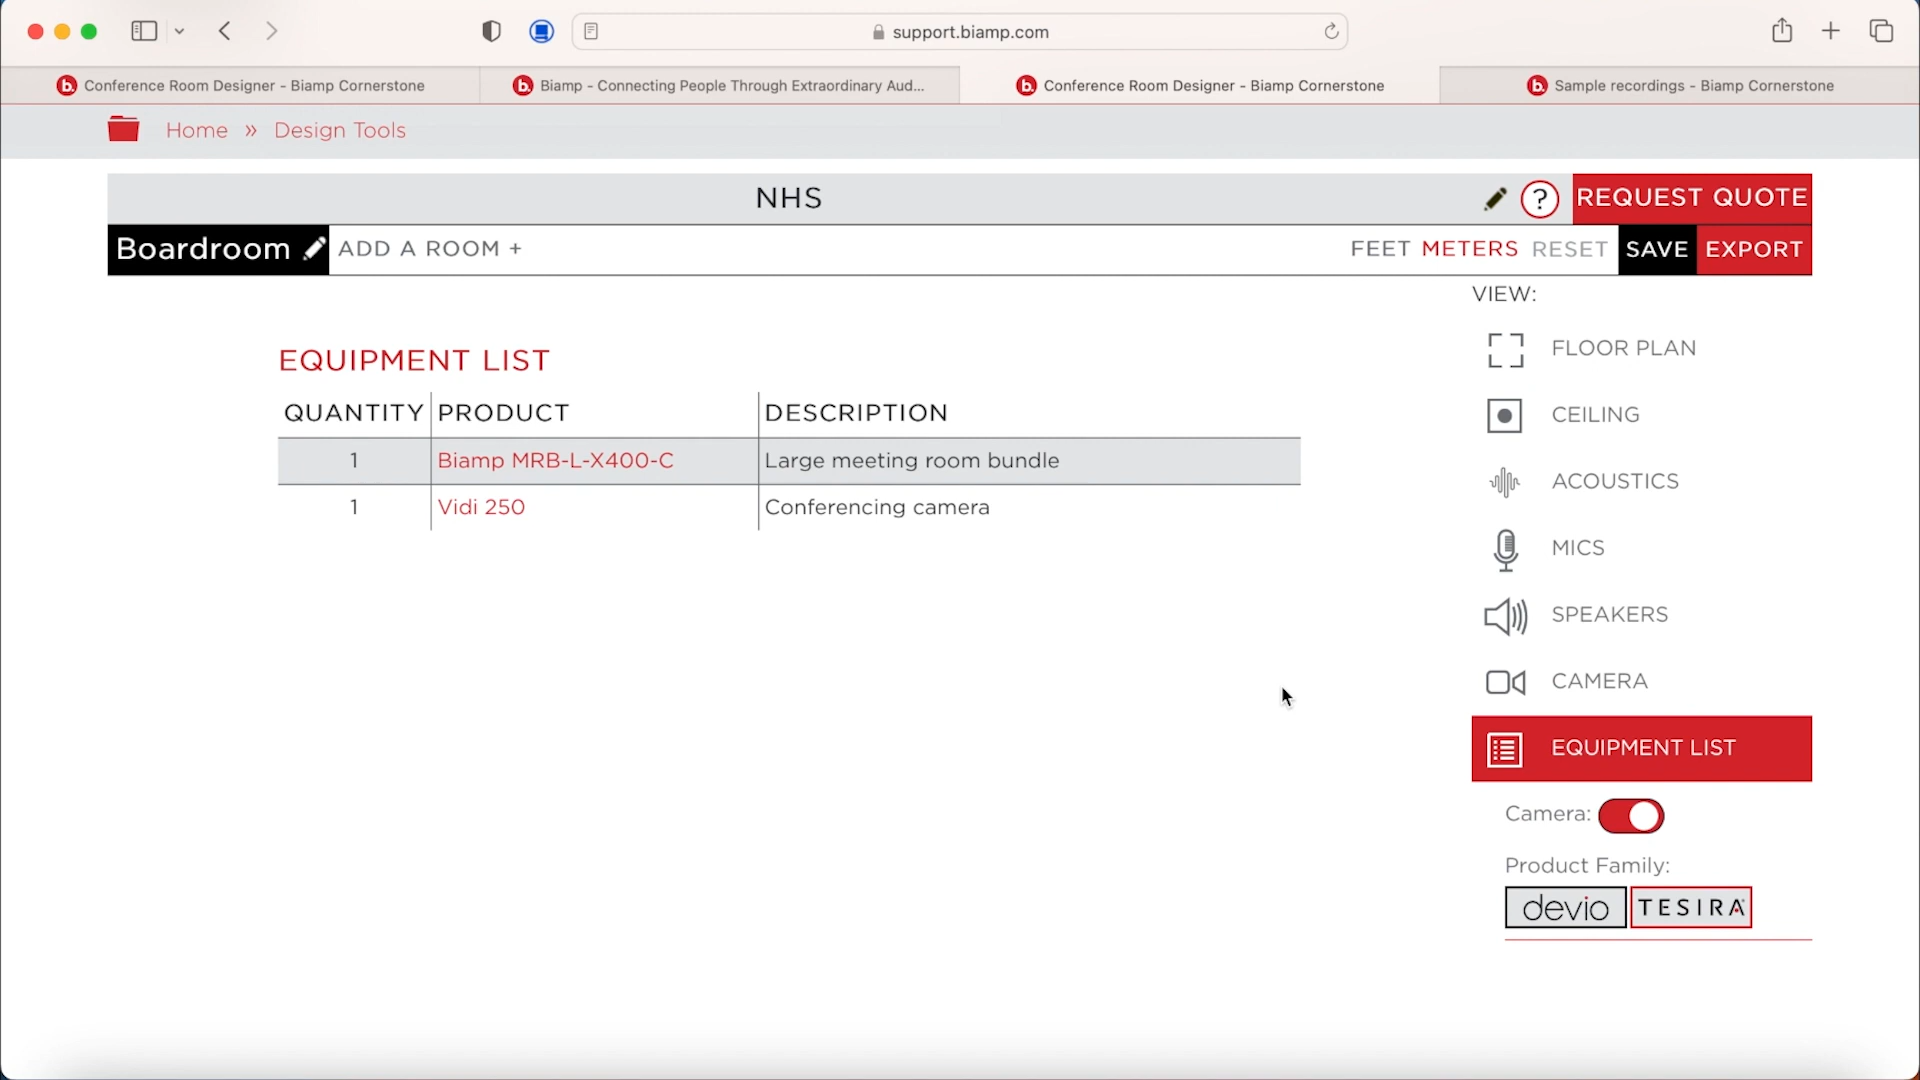 support.biamp.com
Conference Room Designer - Biamp Cornerstone
Biamp - Connecting People Through Extraordinary Aud...
Conference Room Designer - Biamp Cornerstone
Sample recordings - Biamp Cornerstone
Home » Design Tools
NHS
? REQUEST QUOTE
Boardroom ADD A ROOM + FEET METERS RESET SAVE EXPORT
VIEW:
EQUIPMENT LIST
QUANTITY PRODUCT DESCRIPTION
1 Biamp MRB-L-X400-C Large meeting room bundle
1 Vidi 250 Conferencing camera
FLOOR PLAN
CEILING
ACOUSTICS
MICS
SPEAKERS
CAMERA
EQUIPMENT LIST
Camera:
Product Family:
devio TESIRA